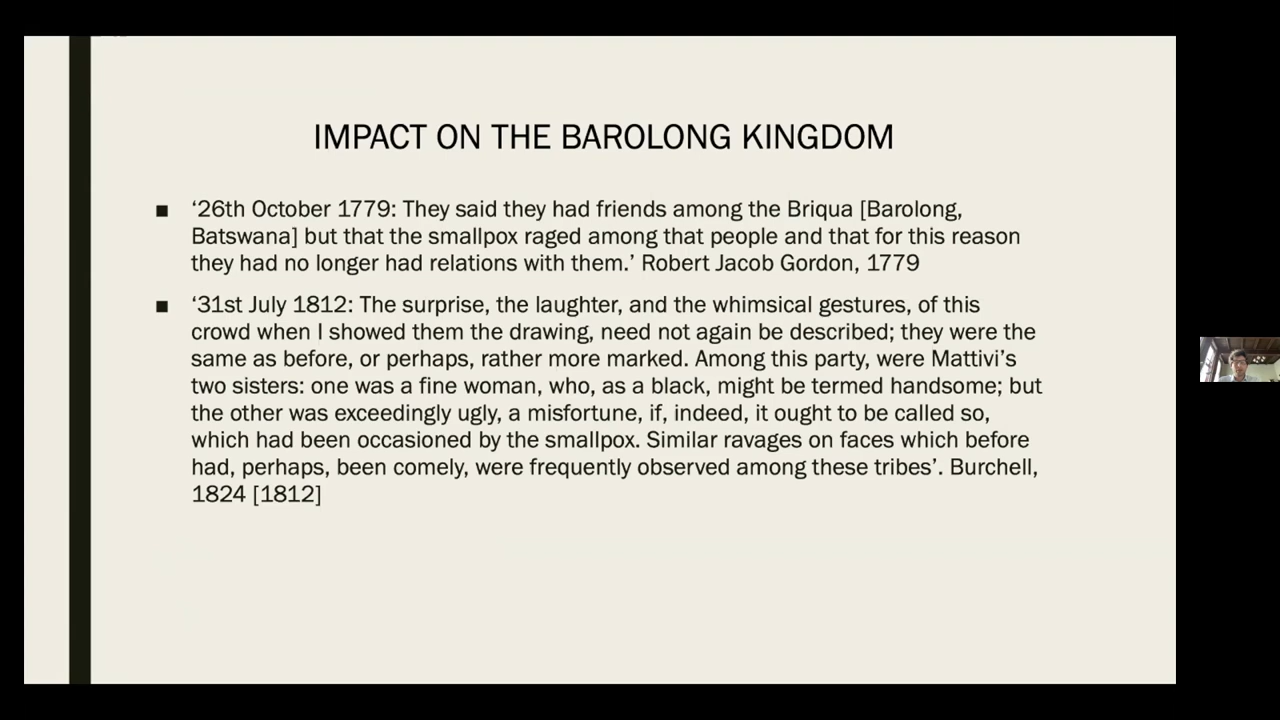 IMPACT ON THE BAROLONG KINGDOM
■ ‘26th October 1779: They said they had friends among the Briqua [Barolong,
Batswana] but that the smallpox raged among that people and that for this reason
they had no longer had relations with them.’ Robert Jacob Gordon, 1779
■ ‘31st July 1812: The surprise, the laughter, and the whimsical gestures, of this
crowd when I showed them the drawing, need not again be described; they were the
same as before, or perhaps, rather more marked. Among this party, were Mattivi’s
two sisters: one was a fine woman, who, as a black, might be termed handsome; but
the other was exceedingly ugly, a misfortune, if, indeed, it ought to be called so,
which had been occasioned by the smallpox. Similar ravages on faces which before
had, perhaps, been comely, were frequently observed among these tribes’. Burchell,
1824 [1812]